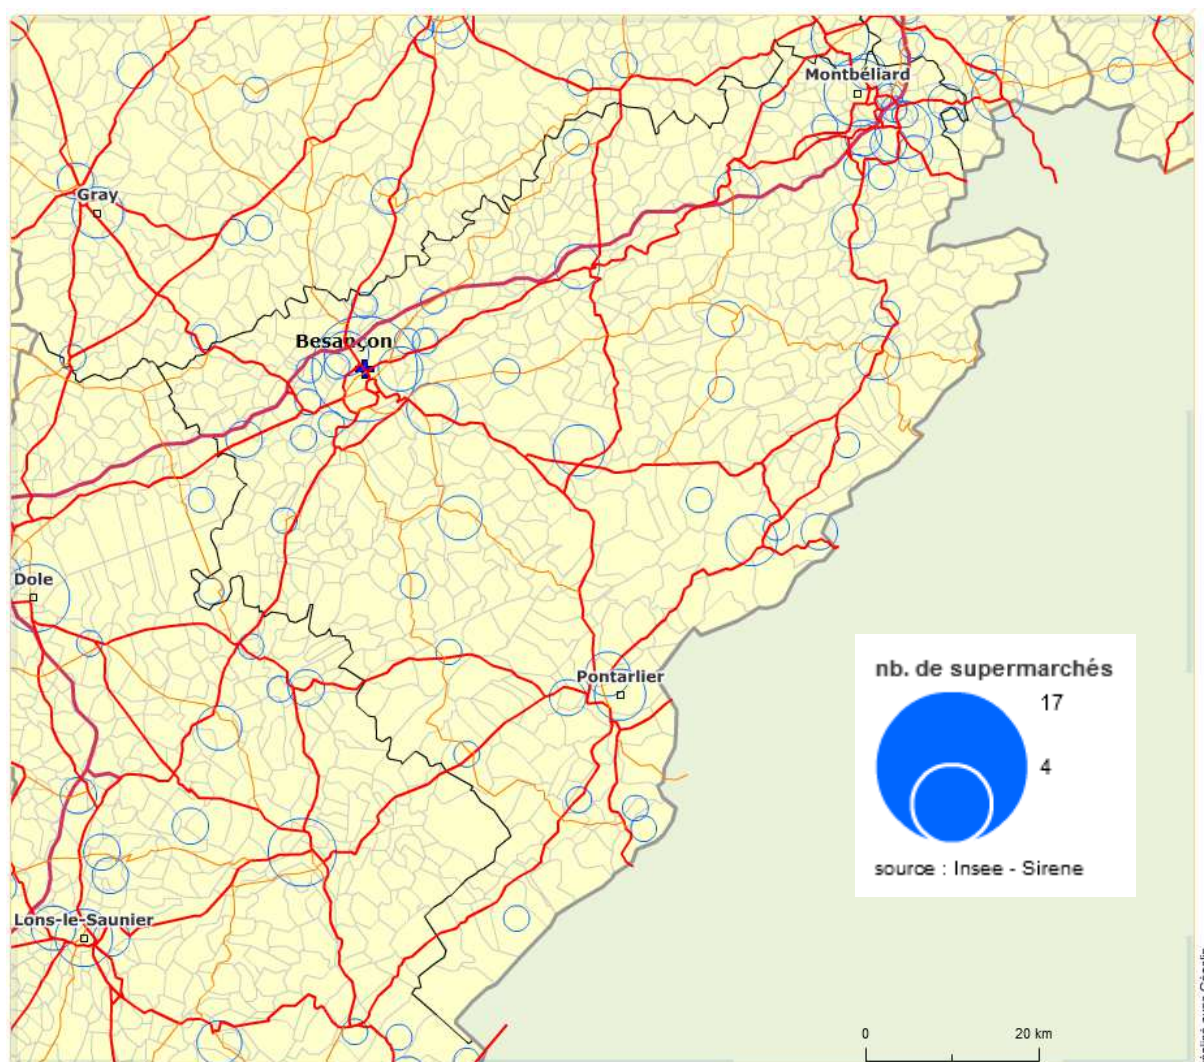 Montbéliard
Gray
Besançon
Dole
Pontarlier
nb. de supermarchés
17
4
source : Insee - Sirene
Lons-le-Saunier
0 20 km